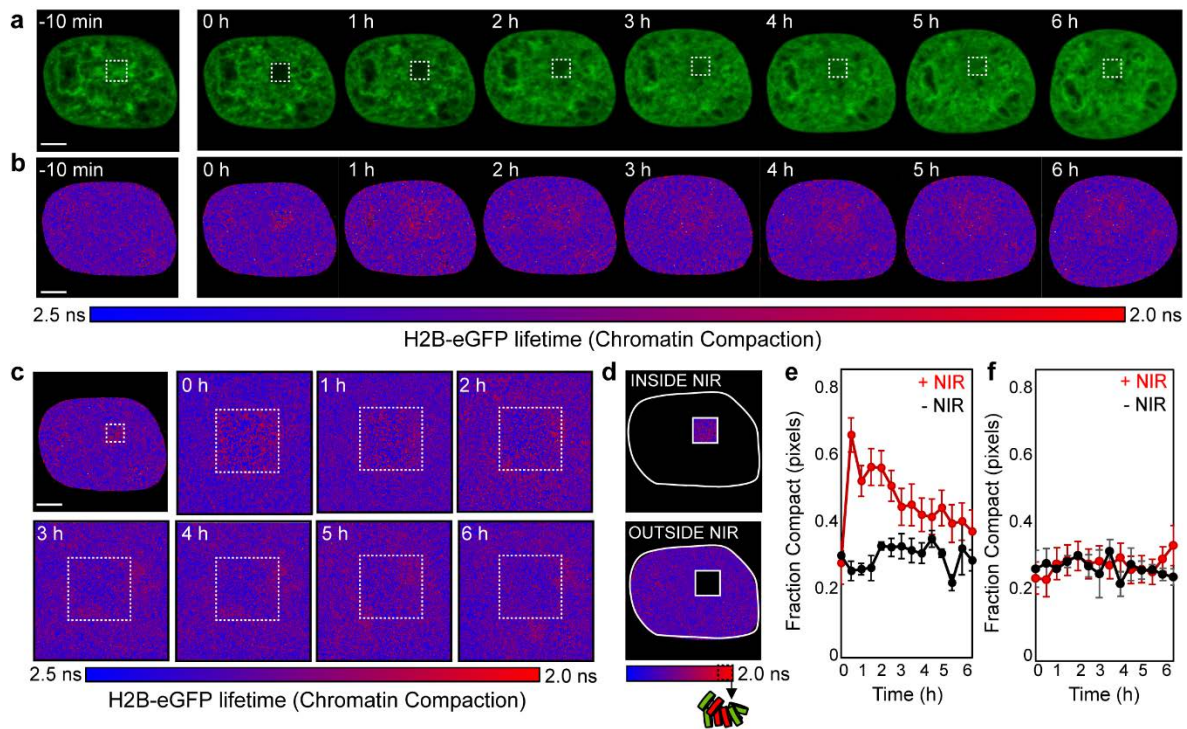 a
-10 min 0 h 1 h 2 h 3 h 4 h 5 h 6 h
b
-10 min 0 h 1 h 2 h 3 h 4 h 5 h 6 h
2.5 ns 2.0 ns
H2B-eGFP lifetime (Chromatin Compaction)
c
0 h 1 h 2 h
3 h 4 h 5 h 6 h
2.5 ns 2.0 ns
H2B-eGFP lifetime (Chromatin Compaction)
d
INSIDE NIR
OUTSIDE NIR
2.0 ns
e
+ NIR
- NIR
Fraction Compact (pixels)
0.8
0.6
0.4
0.2
0
0 1 2 3 4 5 6
Time (h)
f
+ NIR
- NIR
Fraction Compact (pixels)
0.8
0.6
0.4
0.2
0
0 1 2 3 4 5 6
Time (h)